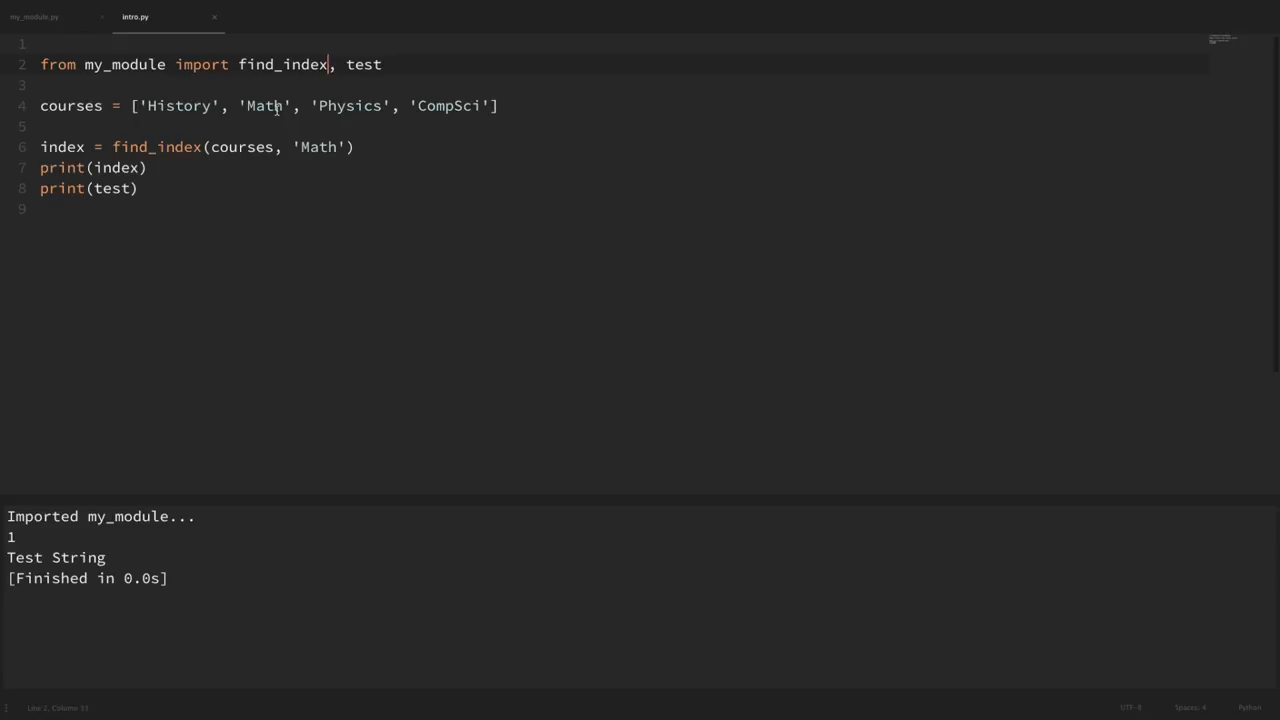 my_module.py × intro.py ×
1
2 from my_module import find_index, test
3
4 courses = ['History', 'Math', 'Physics', 'CompSci']
5
6 index = find_index(courses, 'Math')
7 print(index)
8 print(test)
9
Imported my_module...
1
Test String
[Finished in 0.0s]
Line 2, Column 33 UTF-8 Spaces: 4 Python